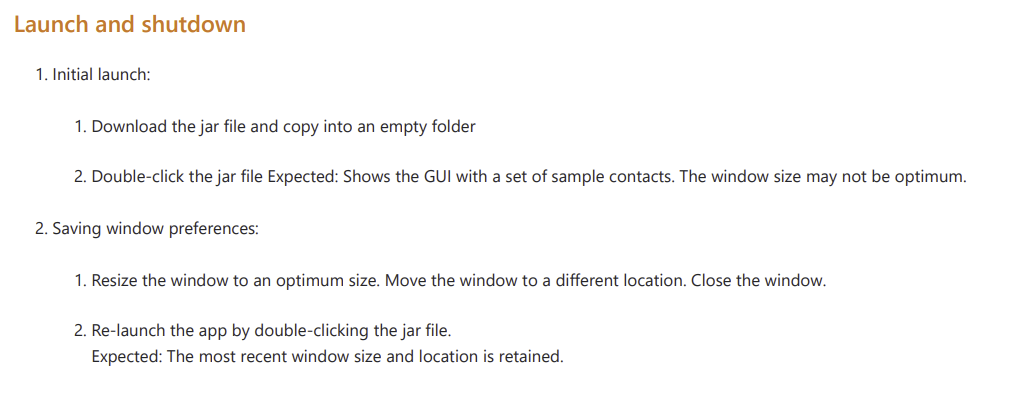 Launch and shutdown
1. Initial launch:
1. Download the jar file and copy into an empty folder
2. Double-click the jar file Expected: Shows the GUI with a set of sample contacts. The window size may not be optimum.
2. Saving window preferences:
1. Resize the window to an optimum size. Move the window to a different location. Close the window.
2. Re-launch the app by double-clicking the jar file.
Expected: The most recent window size and location is retained.